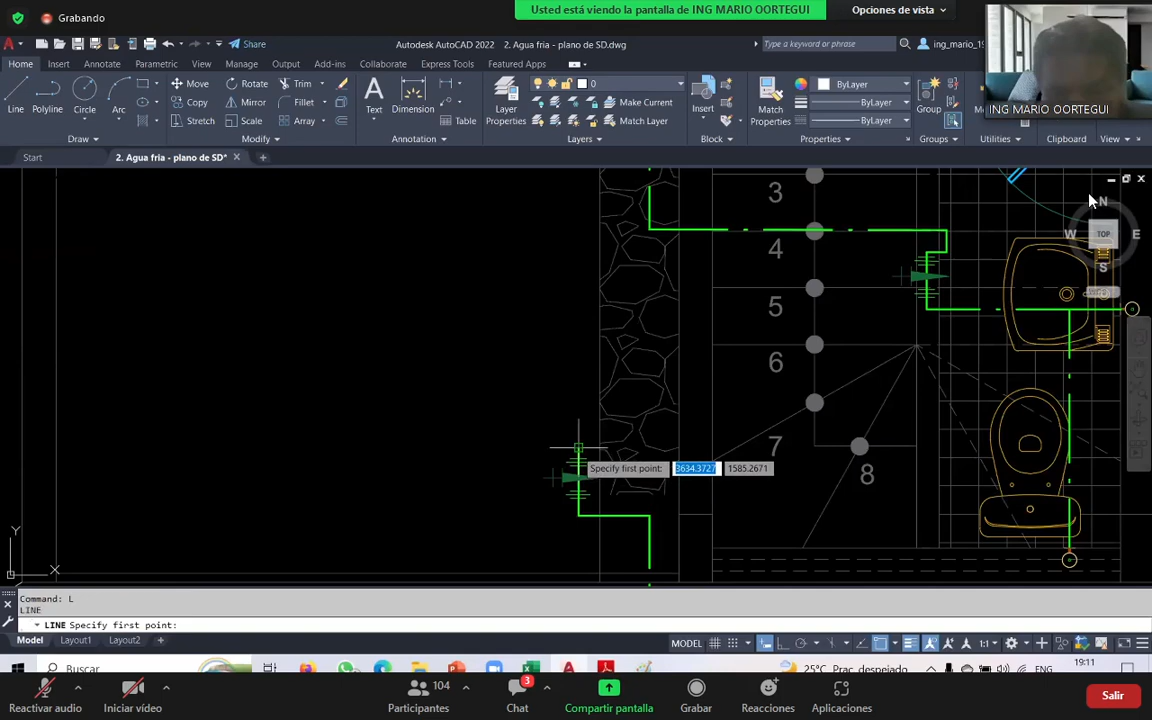 Grabando
Usted está viendo la pantalla de ING MARIO OORTEGUI
Opciones de vista
Share
Autodesk AutoCAD 2022
2. Agua fria - plano de SD.dwg
Type a keyword or phrase
ing_mario_19
Home
Insert
Annotate
Parametric
View
Manage
Output
Add-ins
Collaborate
Express Tools
Featured Apps
Line
Polyline
Circle
Arc
Move
Rotate
Trim
Copy
Mirror
Fillet
Stretch
Scale
Array
Text
Dimension
Table
Layer
Properties
0
Make Current
Match Layer
Insert
Match
Properties
ByLayer
ByLayer
ByLayer
Group
ING MARIO OORTEGUI
Draw
Modify
Annotation
Layers
Block
Properties
Groups
Utilities
Clipboard
View
Start
2. Agua fria - plano de SD*
3
4
5
6
7
8
N
W
TOP
E
S
Specify first point:
3634.3727
1585.2671
Y
X
Command: L
LINE
LINE Specify first point:
Model
Layout1
Layout2
MODEL
1:1
Buscar
25°C Prac. despejado
ENG
19:11
Reactivar audio
Iniciar vídeo
104
Participantes
3
Chat
Compartir pantalla
Grabar
Reacciones
Aplicaciones
Salir